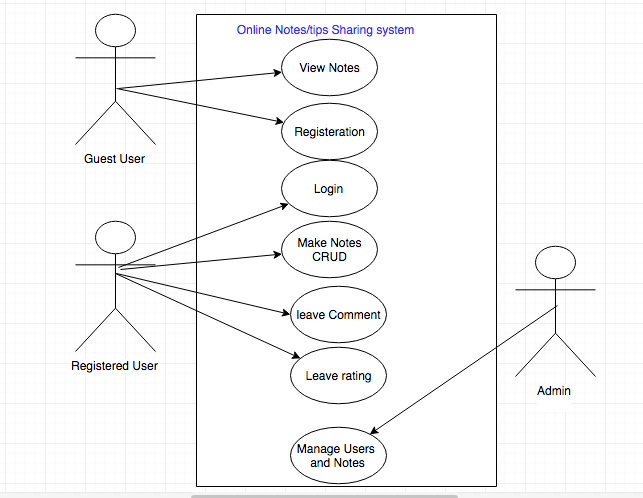 Online Notes/tips Sharing system
View Notes
Registeration
Guest User
Login
Make Notes
CRUD
leave Comment
Registered User
Leave rating
Admin
Manage Users
and Notes